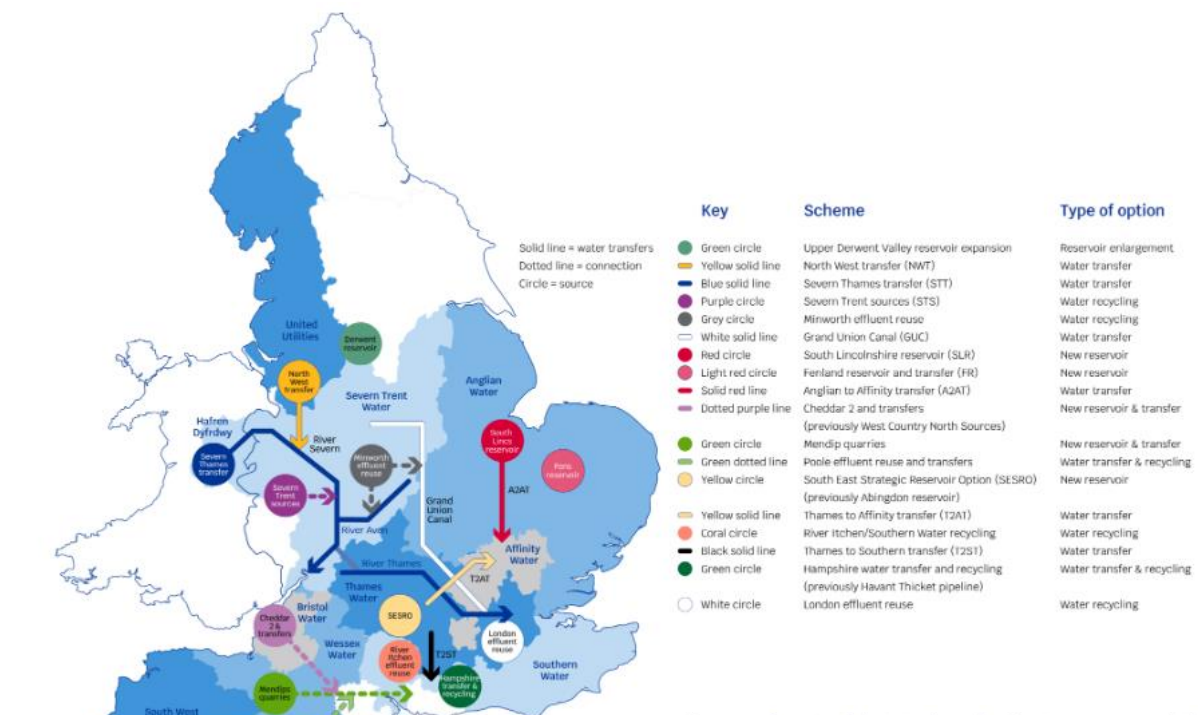 Key Scheme Type of option
Solid line = water transfers
Dotted line = connection
Circle = source
Green circle Upper Derwent Valley reservoir expansion Reservoir enlargement
Yellow solid line North West transfer (NWT) Water transfer
Blue solid line Severn Thames transfer (STT) Water transfer
Purple circle Severn Trent sources (STS) Water recycling
Grey circle Minworth effluent reuse Water recycling
White solid line Grand Union Canal (GUC) Water transfer
Red circle South Lincolnshire reservoir (SLR) New reservoir
Light red circle Fenland reservoir and transfer (FR) New reservoir
Solid red line Anglian to Affinity transfer (A2AT) Water transfer
Dotted purple line Cheddar 2 and transfers New reservoir & transfer
(previously West Country North Sources)
Green circle Mendip quarries New reservoir & transfer
Green dotted line Poole effluent reuse and transfers Water transfer & recycling
Yellow circle South East Strategic Reservoir Option (SESRO) New reservoir
(previously Abingdon reservoir)
Yellow solid line Thames to Affinity transfer (T2AT) Water transfer
Coral circle River Itchen/Southern Water recycling Water recycling
Black solid line Thames to Southern transfer (T2ST) Water transfer
Green circle Hampshire water transfer and recycling Water transfer & recycling
(previously Havant Thicket pipeline)
White circle London effluent reuse Water recycling
United
Utilities
Derwent
reservoir
North
West
transfer
Severn Trent
Water
Anglian
Water
Hafren
Dyfrdwy
River
Severn
Severn
Thames
transfer
Minworth
effluent
reuse
South
Lincs
reservoir
Fens
reservoir
Severn
Trent
sources
A2AT
Grand
Union
Canal
River Avon
Affinity
Water
River Thames
T2AT
Thames
Water
Bristol
Water
SESRO
Cheddar
2 &
transfers
London
effluent
reuse
Wessex
Water
River
Itchen
effluent
reuse
T2ST
Southern
Water
Hampshire
transfer &
recycling
Mendips
quarries
South West